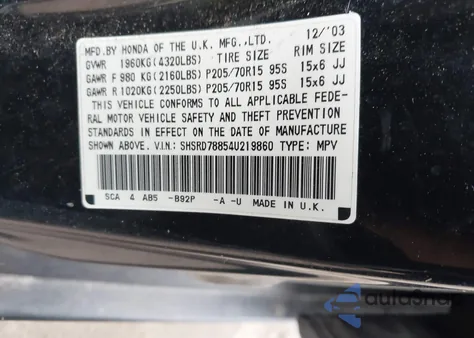 MFD.BY HONDA OF THE U.K. MFG.,LTD. 12/'03
GVWR 1960KG(4320LBS) TIRE SIZE RIM SIZE
GAWR F 980 KG(2160LBS) P205/70R15 95S 15x6 JJ
GAWR R 1020KG(2250LBS) P205/70R15 95S 15x6 JJ
THIS VEHICLE CONFORMS TO ALL APPLICABLE FEDE-
RAL MOTOR VEHICLE SAFETY AND THEFT PREVENTION
STANDARDS IN EFFECT ON THE DATE OF MANUFACTURE
SHOWN ABOVE. V.I.N: SHSRD78854U219860 TYPE: MPV
SCA 4 AB5 -B92P -A -U MADE IN U.K.